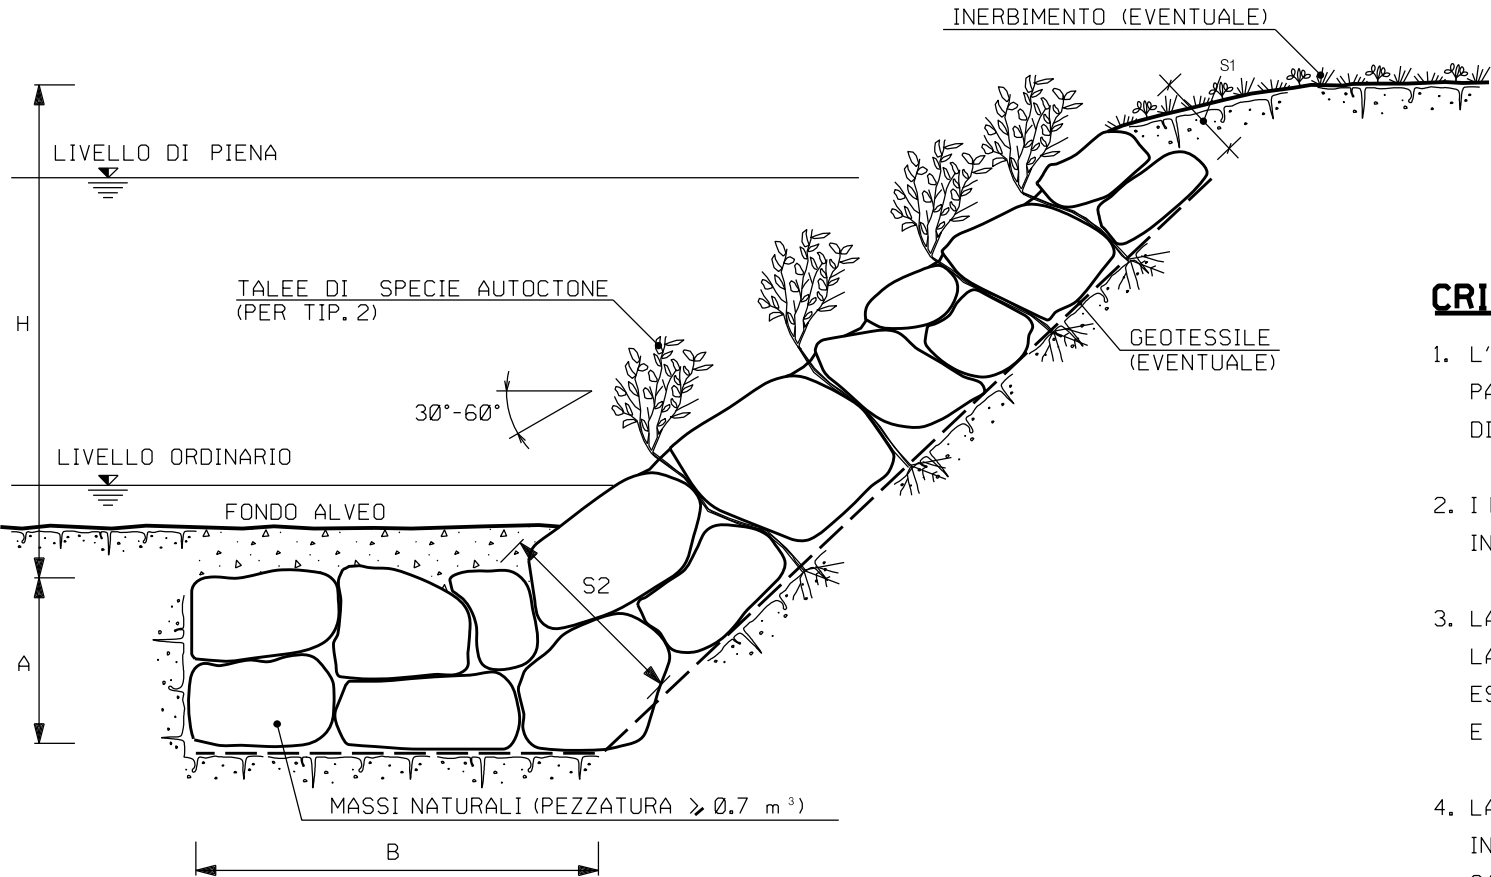 INERBIMENTO (EVENTUALE)
S1
LIVELLO DI PIENA
TALEE DI SPECIE AUTOCTONE
(PER TIP.2)
H
GEOTESSILE
(EVENTUALE)
30°-60°
LIVELLO ORDINARIO
FONDO ALVEO
S2
A
MASSI NATURALI (PEZZATURA ≥ 0.7 m³)
B
CRI
1. L'
PA
DI
2. I
IN
3. LA
LA
ES
E
4. LA
IN